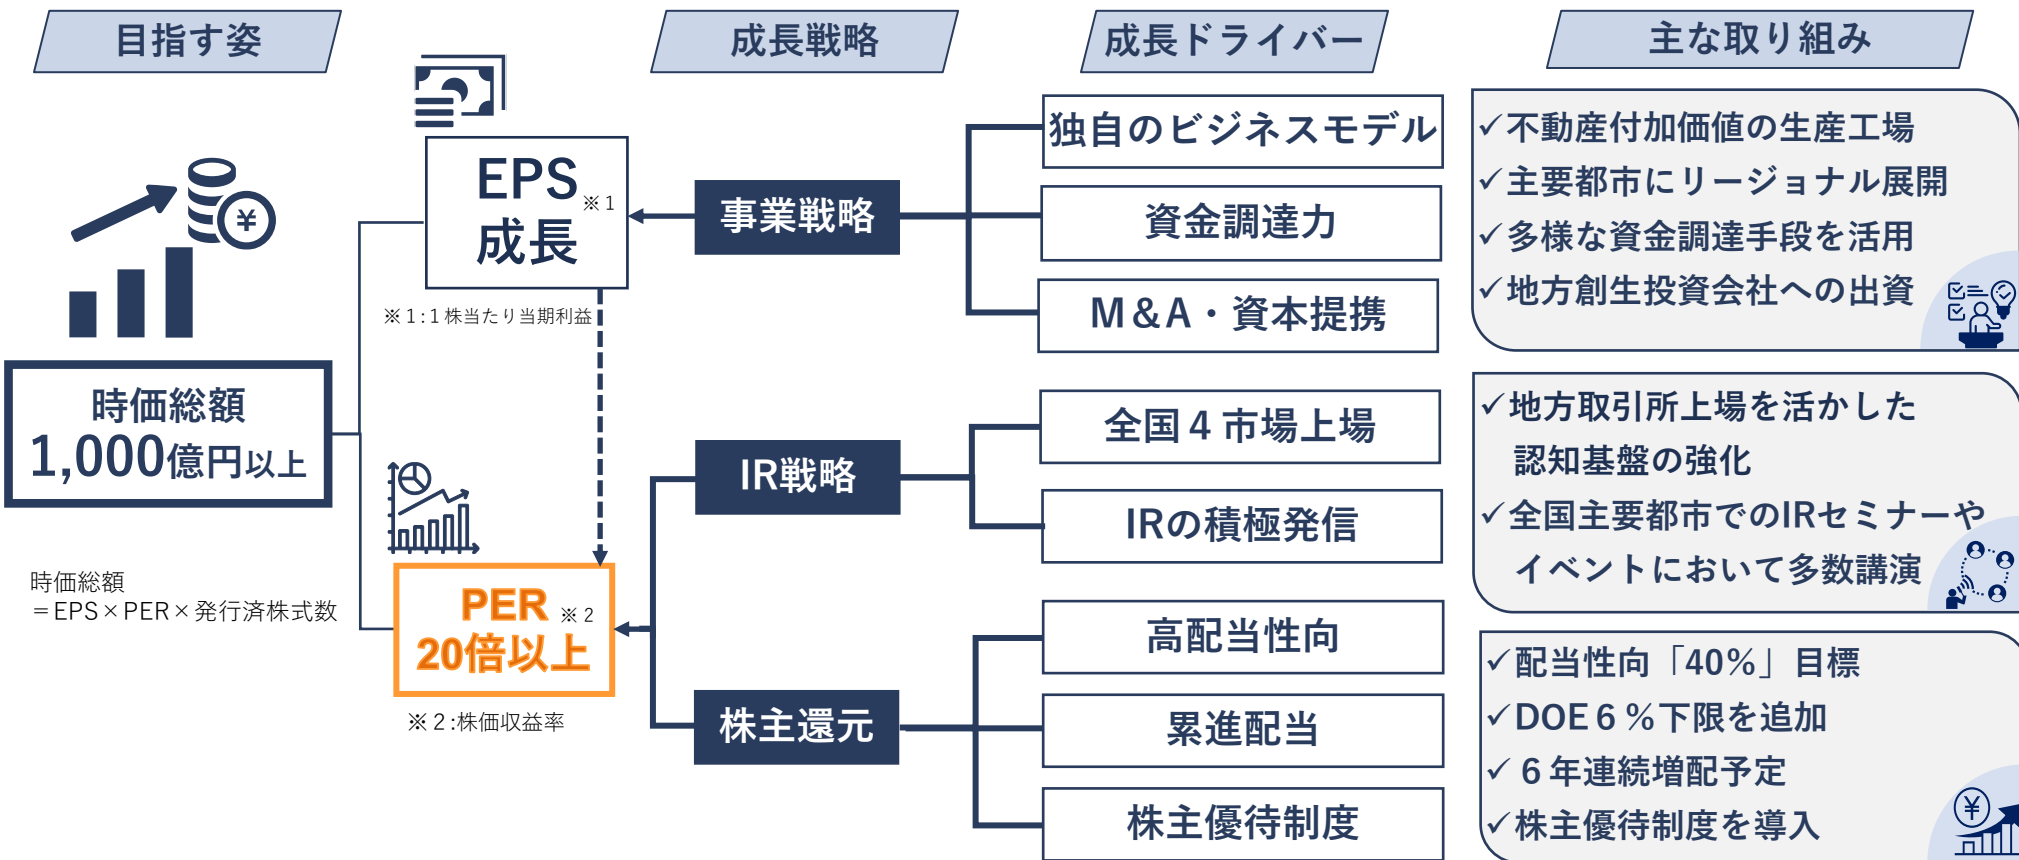 目指す姿
成長戦略
成長ドライバー
主な取り組み
時価総額
1,000億円以上
時価総額
＝EPS×PER×発行済株式数
¥
EPS※1
成長
※1:1株当たり当期利益
PER※2
20倍以上
※2:株価収益率
事業戦略
IR戦略
株主還元
独自のビジネスモデル
資金調達力
M&A・資本提携
全国4市場上場
IRの積極発信
高配当性向
累進配当
株主優待制度
✓不動産付加価値の生産工場
✓主要都市にリージョナル展開
✓多様な資金調達手段を活用
✓地方創生投資会社への出資
✓地方取引所上場を活かした
認知基盤の強化
✓全国主要都市でのIRセミナーや
イベントにおいて多数講演
✓配当性向「40%」目標
✓DOE6%下限を追加
✓6年連続増配予定
✓株主優待制度を導入
¥